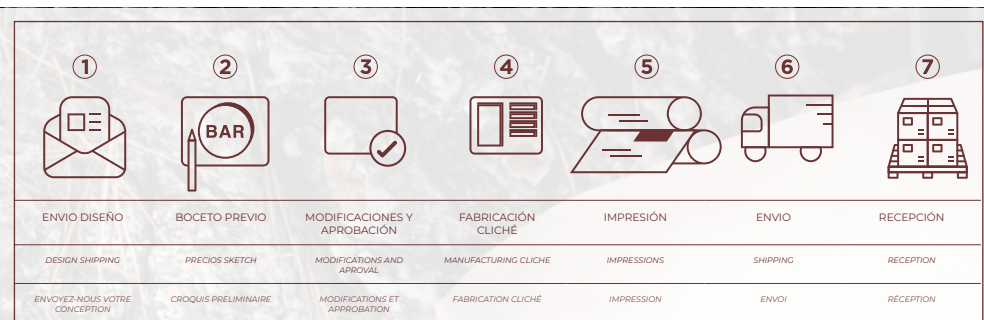 1 2 3 4 5 6 7
BAR
ENVIO DISEÑO BOCETO PREVIO MODIFICACIONES Y FABRICACIÓN IMPRESIÓN ENVIO RECEPCIÓN
APROBACIÓN CLICHÉ
DESIGN SHIPPING PRECIOS SKETCH MODIFICATIONS AND MANUFACTURING CLICHE IMPRESSIONS SHIPPING RECEPTION
APROVAL
ENVOYEZ-NOUS VOTRE CROQUIS PRELIMINAIRE MODIFICATIONS ET FABRICATION CLICHÉ IMPRESSION ENVOI RÉCEPTION
CONCEPTION APPROBATION